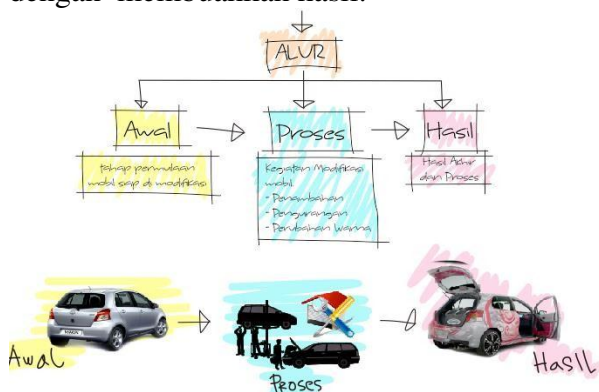 dengan membuahkan hasil.
ALUR
Awal
Proses
Hasil
tahap permulaan
mobil siap di modifikasi
Kegiatan Modifikasi
mobil.
- Penambahan
- Pengurangan
- Perubahan Warna
Hasil Akhir
dari Proses
Awal
Proses
Hasil